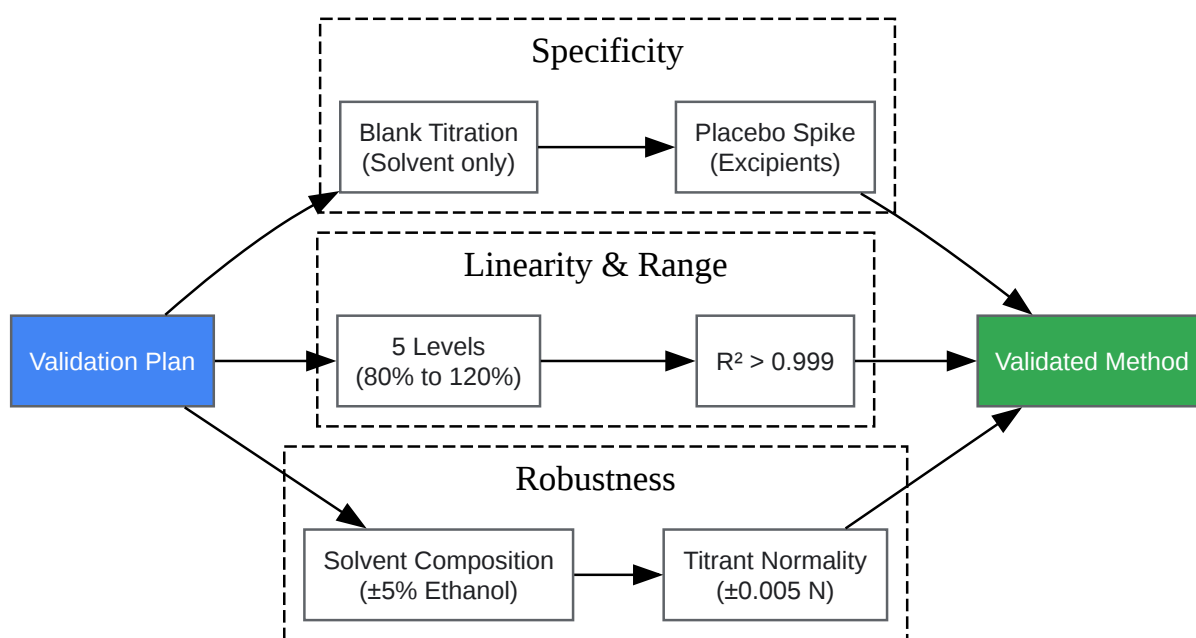 Specificity
Blank Titration
(Solvent only)
Placebo Spike
(Excipients)
Linearity & Range
Validation Plan
5 Levels
(80% to 120%)
R² > 0.999
Validated Method
Robustness
Solvent Composition
(±5% Ethanol)
Titrant Normality
(±0.005 N)